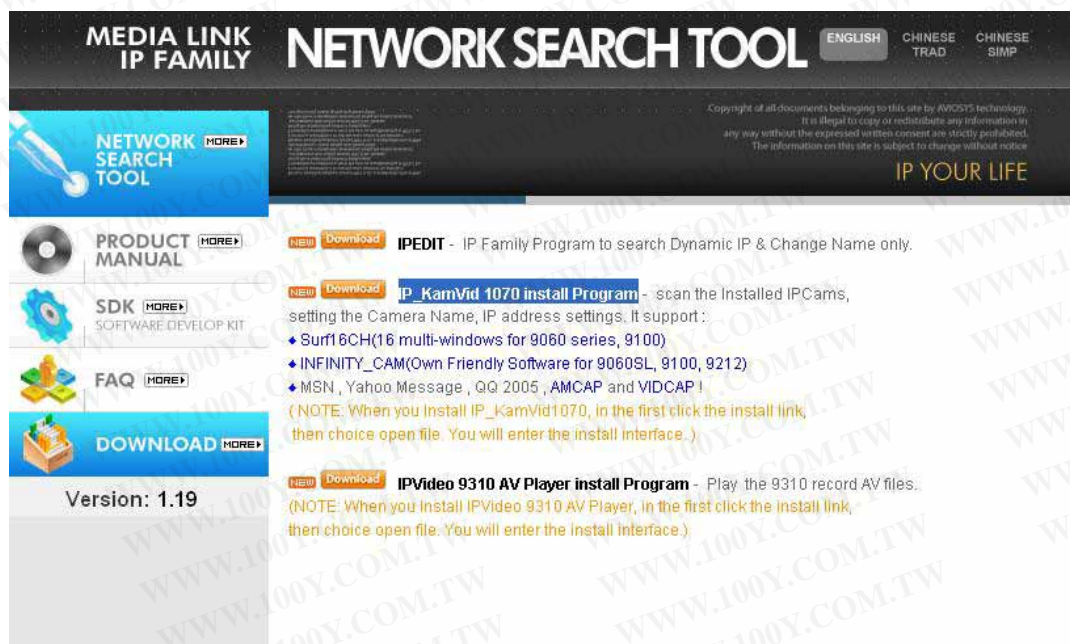 MEDIA LINK
IP FAMILY
NETWORK SEARCH TOOL
ENGLISH
CHINESE
TRAD
CHINESE
SIMP
Copyright of all documents belonging to this site by AVIOSYS technology.
It is illegal to copy or redistribute any information in
any way without the expressed written consent are strictly prohibited.
The information on this site is subject to change without notice
IP YOUR LIFE
NETWORK MORE
SEARCH
TOOL
PRODUCT MORE
MANUAL
SDK MORE
SOFTWARE DEVELOP KIT
FAQ MORE
DOWNLOAD MORE
Version: 1.19
NEW Download IPEDIT - IP Family Program to search Dynamic IP & Change Name only.
NEW Download IP_KamVid 1070 install Program - scan the Installed IPCams,
setting the Camera Name, IP address settings. It support :
Surf16CH(16 multi-windows for 9060 series, 9100)
INFINITY_CAM(Own Friendly Software for 9060SL, 9100, 9212)
MSN , Yahoo Message , QQ 2005 , AMCAP and VIDCAP !
( NOTE: When you Install IP_KamVid1070, in the first click the install link,
then choice open file. You will enter the install interface. )
NEW Download IPVideo 9310 AV Player install Program - Play the 9310 record AV files.
(NOTE: When you Install IPVideo 9310 AV Player, in the first click the install link,
then choice open file. You will enter the install interface.)
WWW.100Y.COM.TW